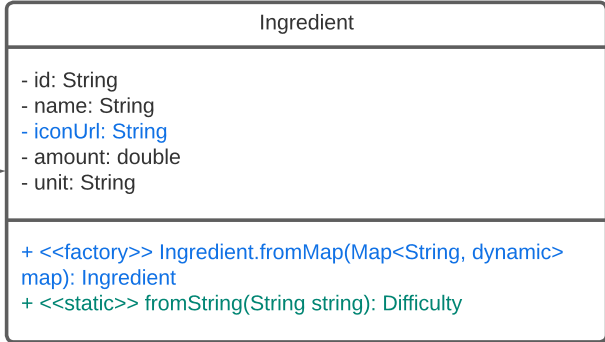 Ingredient
- id: String
- name: String
- iconUrl: String
- amount: double
- unit: String
+ <<factory>> Ingredient.fromMap(Map<String, dynamic>
map): Ingredient
+ <<static>> fromString(String string): Difficulty